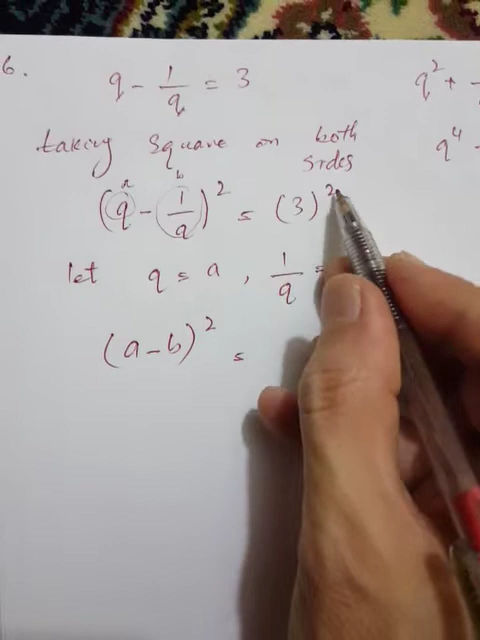 6.
q - 1/q = 3
q² +
taking square on both sides
q⁴ -
a b
(q - 1/q)² = (3)²
let q = a , 1/q =
(a-b)² =